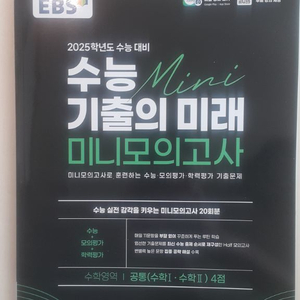 EBS
2025학년도 수능 대비
수능 Mini
기출의 미래
미니모의고사
미니모의고사로 훈련하는 수능·모의평가·학력평가 기출문제
수능 실전 감각을 키우는 미니모의고사 20회분
수능
+
모의평가
+
학력평가
수학영역 | 공통(수학Ⅰ·수학Ⅱ) 4점